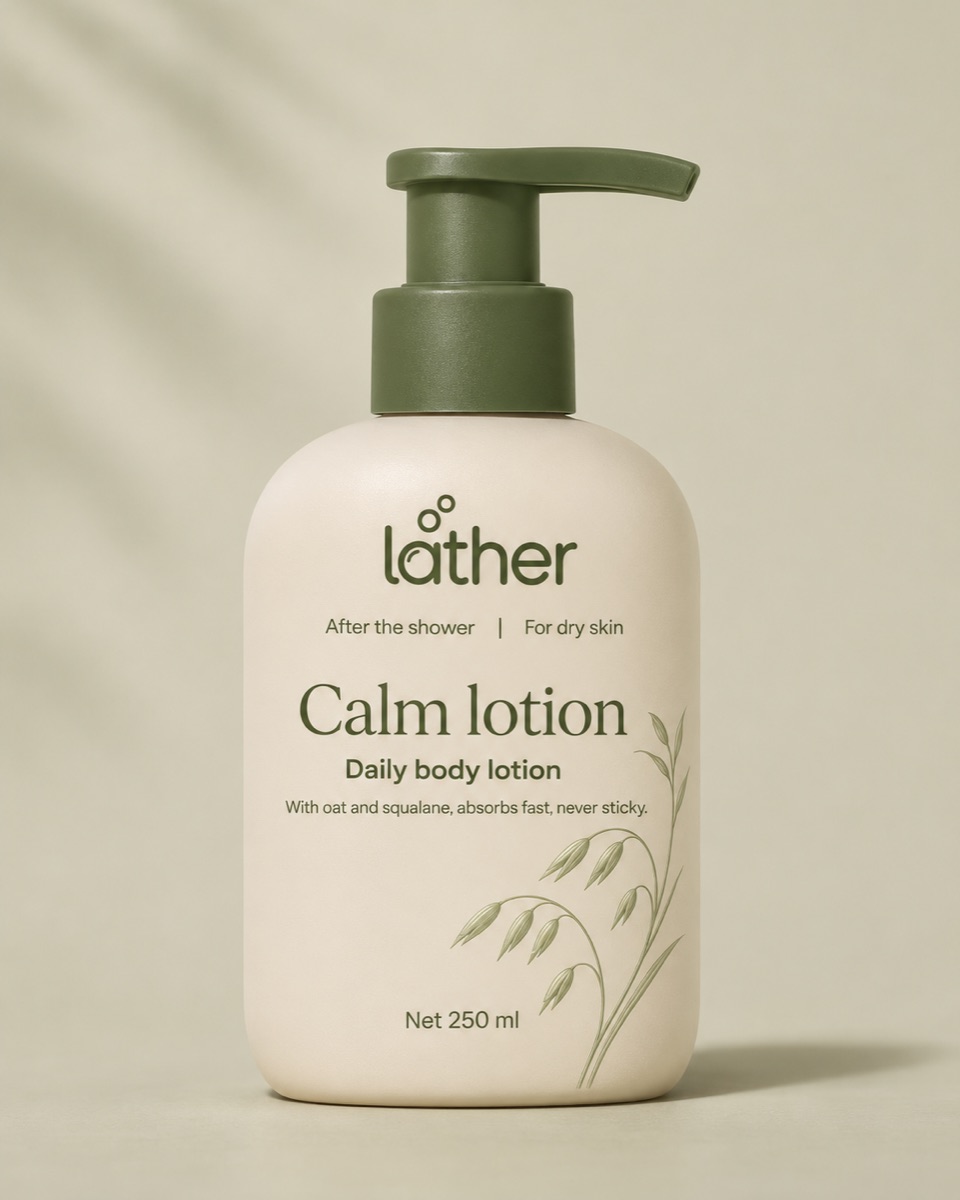 lather
After the shower | For dry skin
Calm lotion
Daily body lotion
With oat and squalane, absorbs fast, never sticky.
Net 250 ml